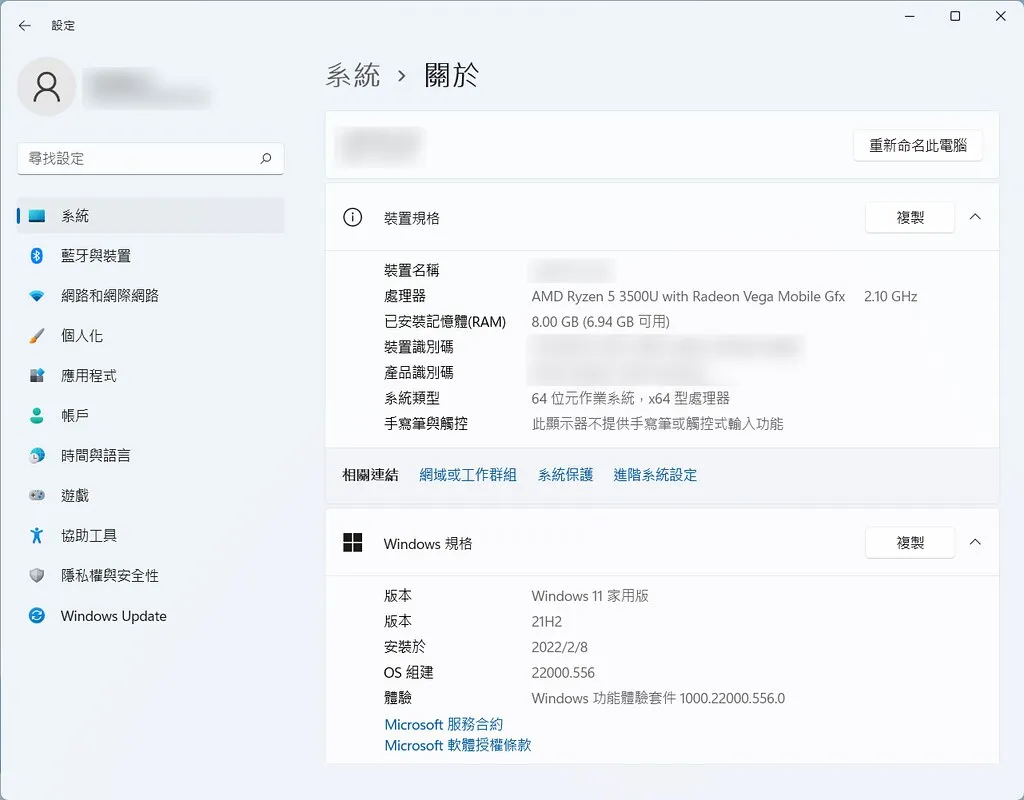 設定
尋找設定
系統
藍牙與裝置
網路和網際網路
個人化
應用程式
帳戶
時間與語言
遊戲
協助工具
隱私權與安全性
Windows Update
系統 › 關於
重新命名此電腦
裝置規格 複製
裝置名稱
處理器 AMD Ryzen 5 3500U with Radeon Vega Mobile Gfx 2.10 GHz
已安裝記憶體(RAM) 8.00 GB (6.94 GB 可用)
裝置識別碼
產品識別碼
系統類型 64 位元作業系統，x64 型處理器
手寫筆與觸控 此顯示器不提供手寫筆或觸控式輸入功能
相關連結 網域或工作群組 系統保護 進階系統設定
Windows 規格 複製
版本 Windows 11 家用版
版本 21H2
安裝於 2022/2/8
OS 組建 22000.556
體驗 Windows 功能體驗套件 1000.22000.556.0
Microsoft 服務合約
Microsoft 軟體授權條款